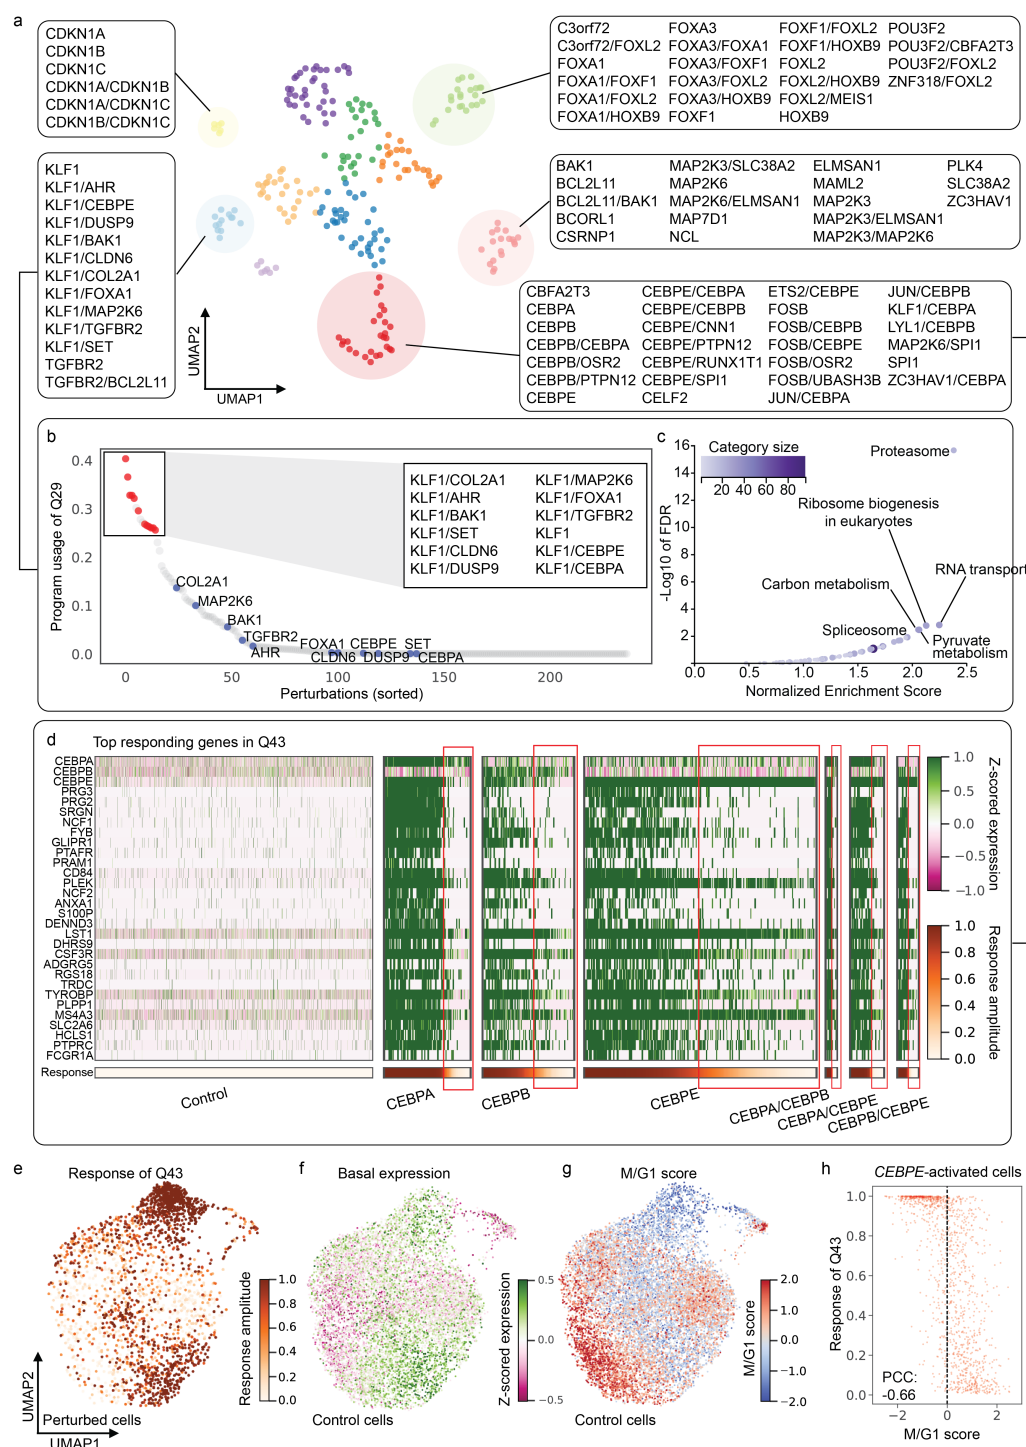 a
CDKN1A
CDKN1B
CDKN1C
CDKN1A/CDKN1B
CDKN1A/CDKN1C
CDKN1B/CDKN1C
C3orf72 FOXA3 FOXF1/FOXL2 POU3F2
C3orf72/FOXL2 FOXA3/FOXA1 FOXF1/HOXB9 POU3F2/CBFA2T3
FOXA1 FOXA3/FOXF1 FOXL2 POU3F2/FOXL2
FOXA1/FOXF1 FOXA3/FOXL2 FOXL2/HOXB9 ZNF318/FOXL2
FOXA1/FOXL2 FOXA3/HOXB9 FOXL2/MEIS1
FOXA1/HOXB9 FOXF1 HOXB9
KLF1
KLF1/AHR
KLF1/CEBPE
KLF1/DUSP9
KLF1/BAK1
KLF1/CLDN6
KLF1/COL2A1
KLF1/FOXA1
KLF1/MAP2K6
KLF1/TGFBR2
KLF1/SET
TGFBR2
TGFBR2/BCL2L11
BAK1 MAP2K3/SLC38A2 ELMSAN1 PLK4
BCL2L11 MAP2K6 MAML2 SLC38A2
BCL2L11/BAK1 MAP2K6/ELMSAN1 MAP2K3 ZC3HAV1
BCORL1 MAP7D1 MAP2K3/ELMSAN1
CSRNP1 NCL MAP2K3/MAP2K6
CBFA2T3 CEBPE/CEBPA ETS2/CEBPE JUN/CEBPB
CEBPA CEBPE/CEBPB FOSB KLF1/CEBPA
CEBPB CEBPE/CNN1 FOSB/CEBPB LYL1/CEBPB
CEBPB/CEBPA CEBPE/PTPN12 FOSB/CEBPE MAP2K6/SPI1
CEBPB/OSR2 CEBPE/RUNX1T1 FOSB/OSR2 SPI1
CEBPB/PTPN12 CEBPE/SPI1 FOSB/UBASH3B ZC3HAV1/CEBPA
CEBPE CELF2 JUN/CEBPA
UMAP2
UMAP1
b
Program usage of Q29
0.4
0.3
0.2
0.1
0.0
KLF1/COL2A1 KLF1/MAP2K6
KLF1/AHR KLF1/FOXA1
KLF1/BAK1 KLF1/TGFBR2
KLF1/SET KLF1
KLF1/CLDN6 KLF1/CEBPE
KLF1/DUSP9 KLF1/CEBPA
COL2A1
MAP2K6
BAK1
TGFBR2
AHR
FOXA1 CEBPE SET
CLDN6 DUSP9 CEBPA
0 50 100 150 200
Perturbations (sorted)
c
-Log10 of FDR
16
14
12
10
8
6
4
2
Category size
20 40 60 80
Proteasome
Ribosome biogenesis
in eukaryotes
RNA transport
Carbon metabolism
Spliceosome
Pyruvate
metabolism
0.0 0.5 1.0 1.5 2.0 2.5
Normalized Enrichment Score
d
Top responding genes in Q43
CEBPA
CEBPB
CEBPE
PRG3
PRG2
SRGN
NCF1
FYB
GLIPR1
PTAFR
PRAM1
CD84
PLEK
NCF2
ANXA1
S100P
DENND3
LST1
DHRS9
CSF3R
ADGRG5
RGS18
TRDC
TYROBP
PLPP1
MS4A3
SLC2A6
HCLS1
PTPRC
FCGR1A
Response
Control
CEBPA
CEBPB
CEBPE
CEBPA/CEBPB
CEBPA/CEBPE
CEBPB/CEBPE
1.0
0.5
0.0
−0.5
−1.0
Z-scored expression
1.0
0.8
0.6
0.4
0.2
0.0
Response amplitude
e
Response of Q43
Response amplitude
1.0
0.8
0.6
0.4
0.2
0.0
UMAP2
UMAP1
Perturbed cells
f
Basal expression
Z-scored expression
0.5
0.0
−0.5
Control cells
g
M/G1 score
M/G1 score
2.0
1.0
0.0
−1.0
−2.0
Control cells
h
CEBPE-activated cells
Response of Q43
1.0
0.8
0.6
0.4
0.2
0.0
PCC:
-0.66
−2 0 2
M/G1 score